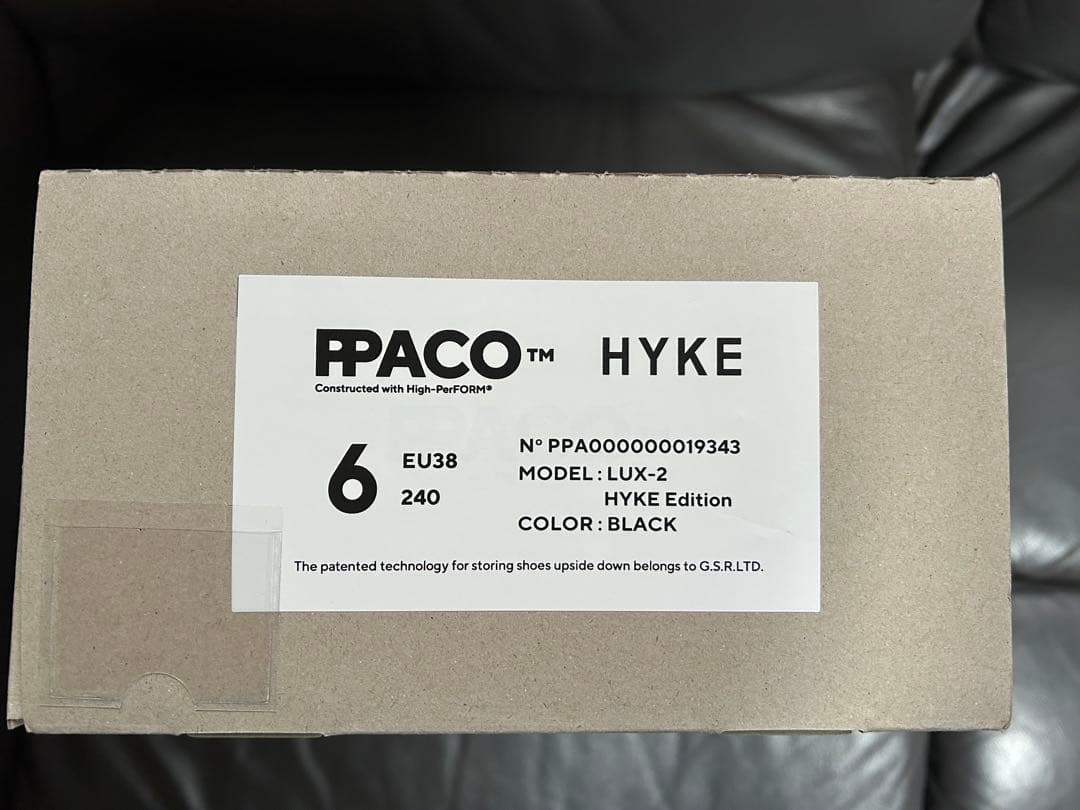 PPACO™ HYKE
Constructed with High-PerFORM®
6 EU38
240
N° PPA000000019343
MODEL : LUX-2
HYKE Edition
COLOR : BLACK
The patented technology for storing shoes upside down belongs to G.S.R.LTD.